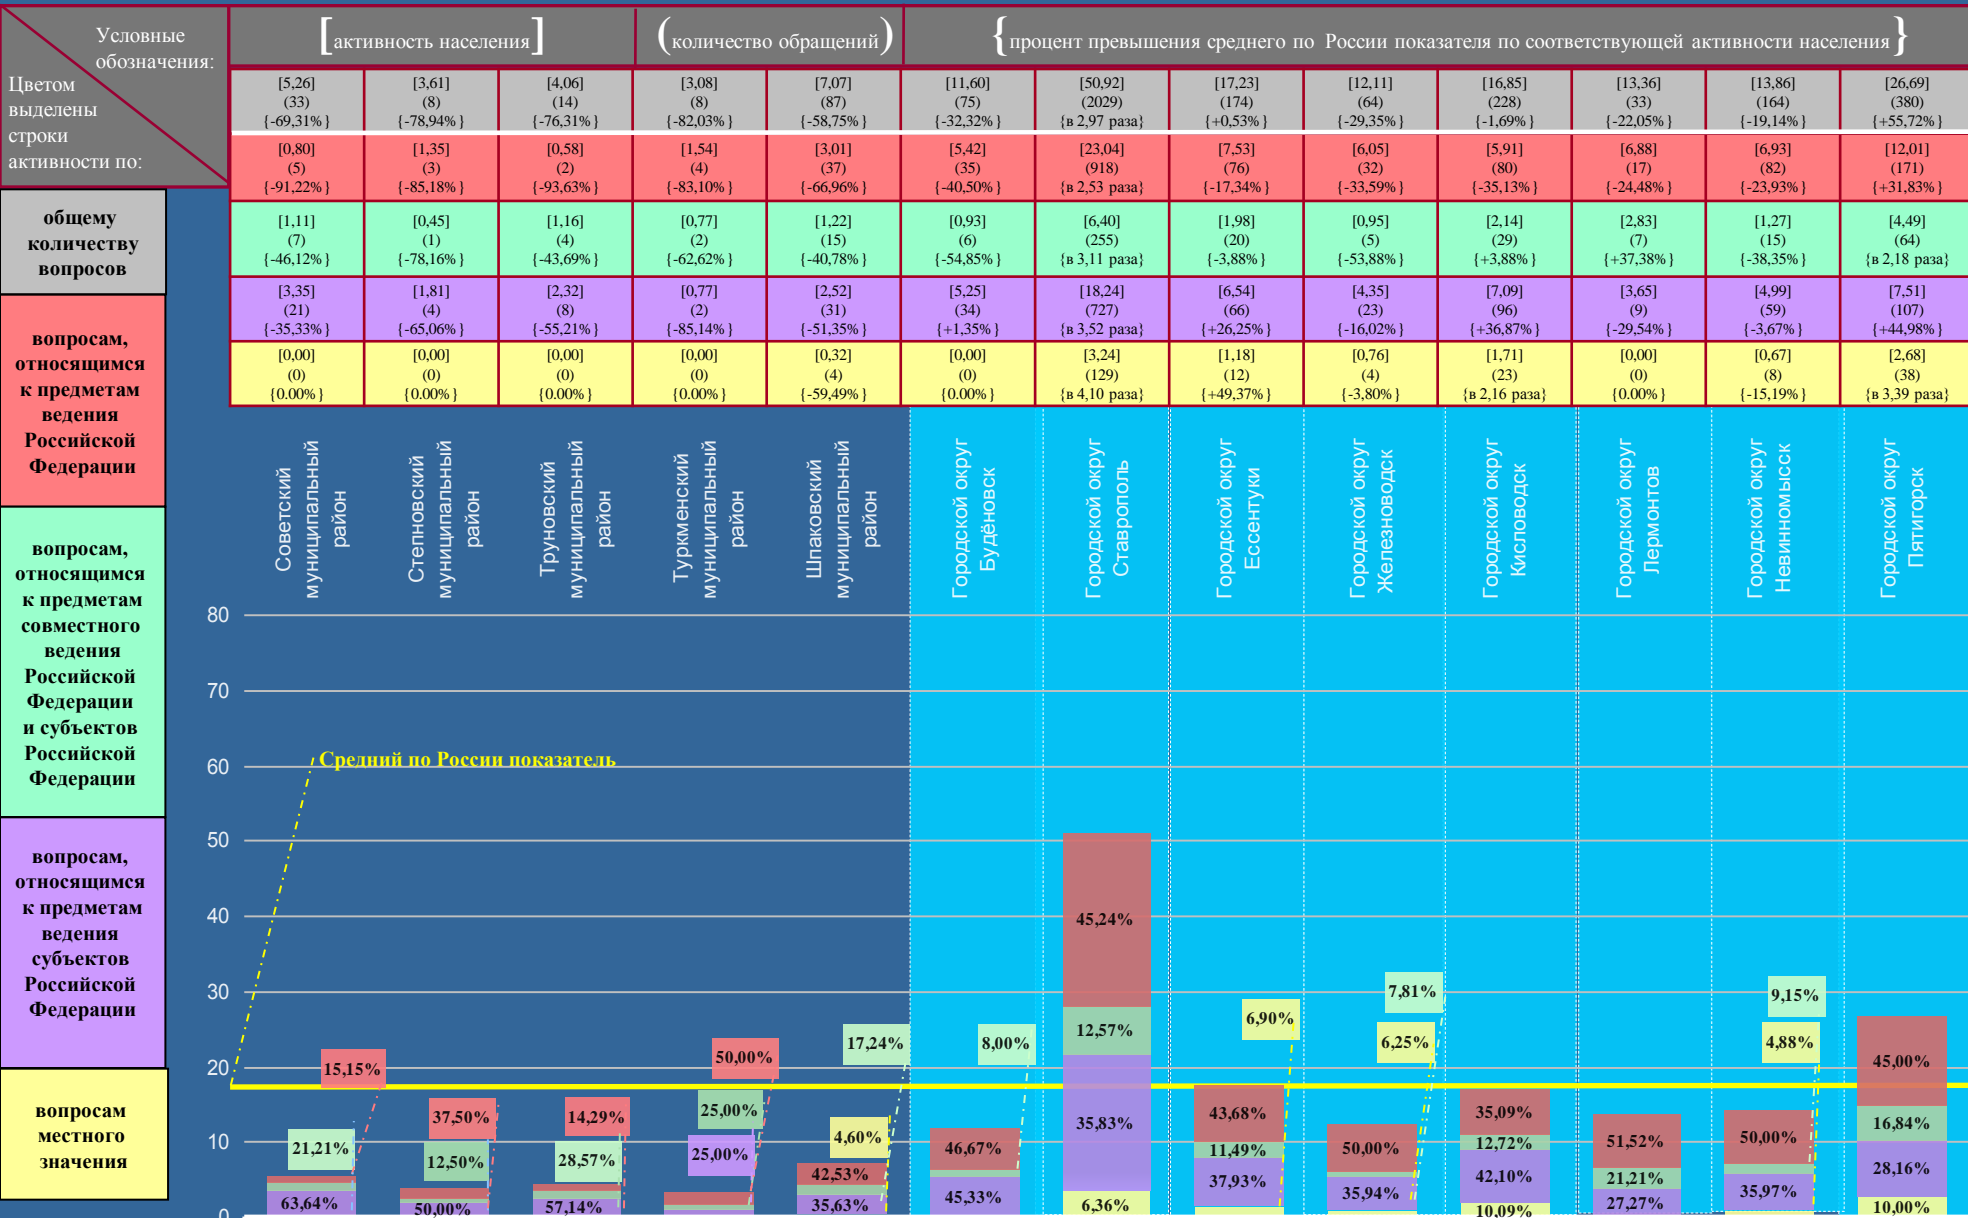 Условные
обозначения:
Цветом
выделены
строки
активности по:
[активность населения]
(количество обращений)
{процент превышения среднего по России показателя по соответствующей активности населения}
[5,26] [3,61] [4,06] [3,08] [7,07] [11,60] [50,92] [17,23] [12,11] [16,85] [13,36] [13,86] [26,69]
(33) (8) (14) (8) (87) (75) (2029) (174) (64) (228) (33) (164) (380)
{-69,31%} {-78,94%} {-76,31%} {-82,03%} {-58,75%} {-32,32%} {в 2,97 раза} {+0,53%} {-29,35%} {-1,69%} {-22,05%} {-19,14%} {+55,72%}
[0,80] [1,35] [0,58] [1,54] [3,01] [5,42] [23,04] [7,53] [6,05] [5,91] [6,88] [6,93] [12,01]
(5) (3) (2) (4) (37) (35) (918) (76) (32) (80) (17) (82) (171)
{-91,22%} {-85,18%} {-93,63%} {-83,10%} {-66,96%} {-40,50%} {в 2,53 раза} {-17,34%} {-33,59%} {-35,13%} {-24,48%} {-23,93%} {+31,83%}
[1,11] [0,45] [1,16] [0,77] [1,22] [0,93] [6,40] [1,98] [0,95] [2,14] [2,83] [1,27] [4,49]
(7) (1) (4) (2) (15) (6) (255) (20) (5) (29) (7) (15) (64)
{-46,12%} {-78,16%} {-43,69%} {-62,62%} {-40,78%} {-54,85%} {в 3,11 раза} {-3,88%} {-53,88%} {+3,88%} {+37,38%} {-38,35%} {в 2,18 раза}
[3,35] [1,81] [2,32] [0,77] [2,52] [5,25] [18,24] [6,54] [4,35] [7,09] [3,65] [4,99] [7,51]
(21) (4) (8) (2) (31) (34) (727) (66) (23) (96) (9) (59) (107)
{-35,33%} {-65,06%} {-55,21%} {-85,14%} {-51,35%} {+1,35%} {в 3,52 раза} {+26,25%} {-16,02%} {+36,87%} {-29,54%} {-3,67%} {+44,98%}
[0,00] [0,00] [0,00] [0,00] [0,32] [0,00] [3,24] [1,18] [0,76] [1,71] [0,00] [0,67] [2,68]
(0) (0) (0) (0) (4) (0) (129) (12) (4) (23) (0) (8) (38)
{0.00%} {0.00%} {0.00%} {0.00%} {-59,49%} {0.00%} {в 4,10 раза} {+49,37%} {-3,80%} {в 2,16 раза} {0.00%} {-15,19%} {в 3,39 раза}
общему
количеству
вопросов
вопросам,
относящимся
к предметам
ведения
Российской
Федерации
вопросам,
относящимся
к предметам
совместного
ведения
Российской
Федерации
и субъектов
Российской
Федерации
вопросам,
относящимся
к предметам
ведения
субъектов
Российской
Федерации
вопросам
местного
значения
Советский
муниципальный
район
Степновский
муниципальный
район
Труновский
муниципальный
район
Туркменский
муниципальный
район
Шпаковский
муниципальный
район
Городской округ
Будённовск
Городской округ
Ставрополь
Городской округ
Ессентуки
Городской округ
Железноводск
Городской округ
Кисловодск
Городской округ
Лермонтов
Городской округ
Невинномысск
Городской округ
Пятигорск
80
70
60
50
40
30
20
10
0
Средний по России показатель
15,15%
21,21%
63,64%
37,50%
12,50%
50,00%
14,29%
28,57%
57,14%
50,00%
25,00%
25,00%
17,24%
4,60%
42,53%
35,63%
8,00%
46,67%
45,33%
45,24%
12,57%
35,83%
6,36%
6,90%
43,68%
11,49%
37,93%
7,81%
6,25%
50,00%
35,94%
35,09%
12,72%
42,10%
10,09%
51,52%
21,21%
27,27%
9,15%
4,88%
50,00%
35,97%
45,00%
16,84%
28,16%
10,00%